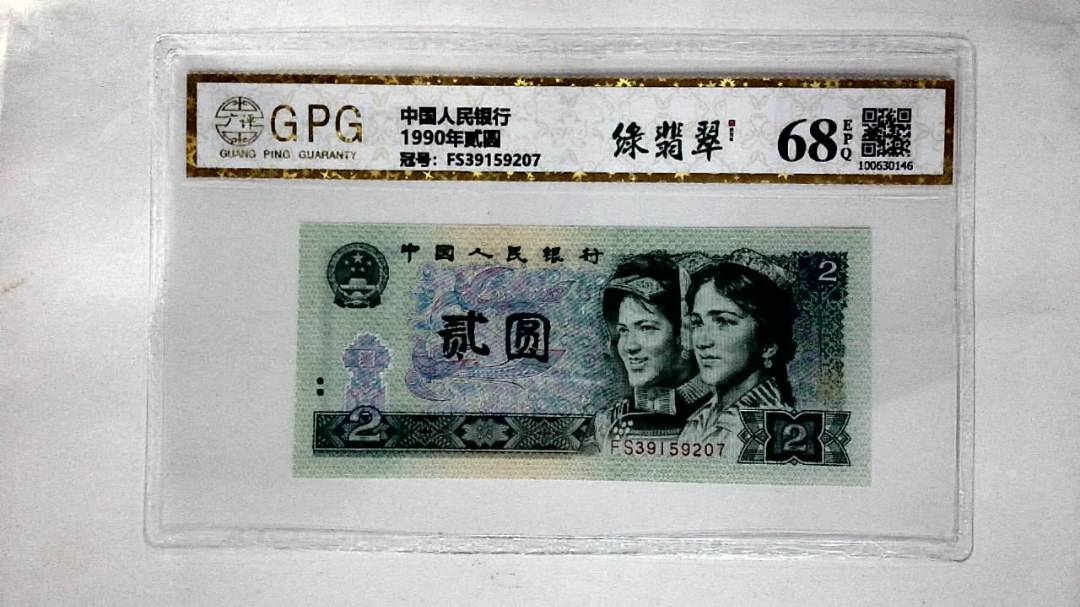 广评
GPG
GUANG PING GUARANTY
中国人民银行
1990年贰圆
冠号：FS39159207
绿翡翠
68
EPQ
100630146
中国人民银行
2
贰圆
2
FS39159207
2